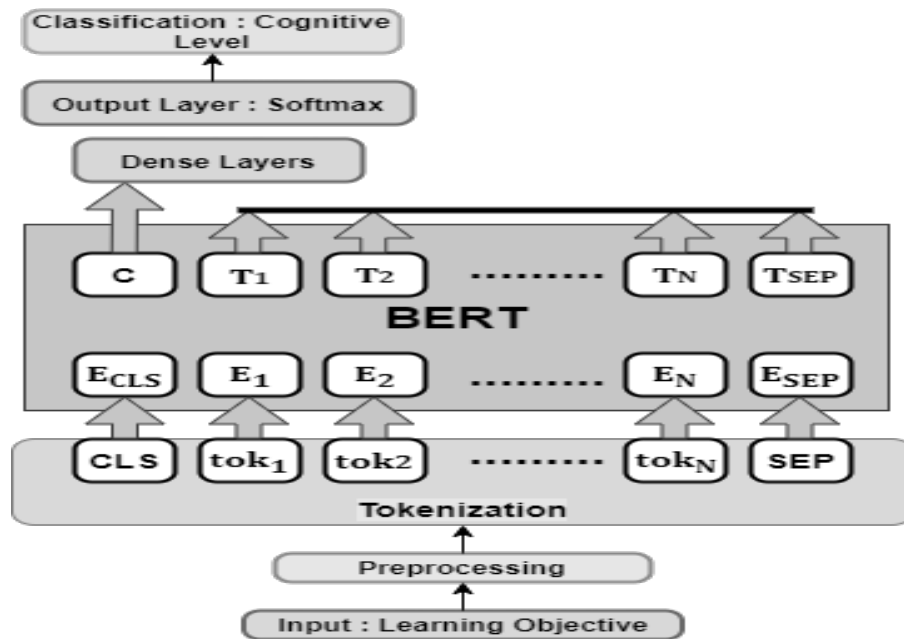 Classification : Cognitive
Level
Output Layer : Softmax
Dense Layers
C T1 T2 ......... TN TSEP
BERT
ECLS E1 E2 ......... EN ESEP
CLS tok1 tok2 ......... tokN SEP
Tokenization
Preprocessing
Input : Learning Objective